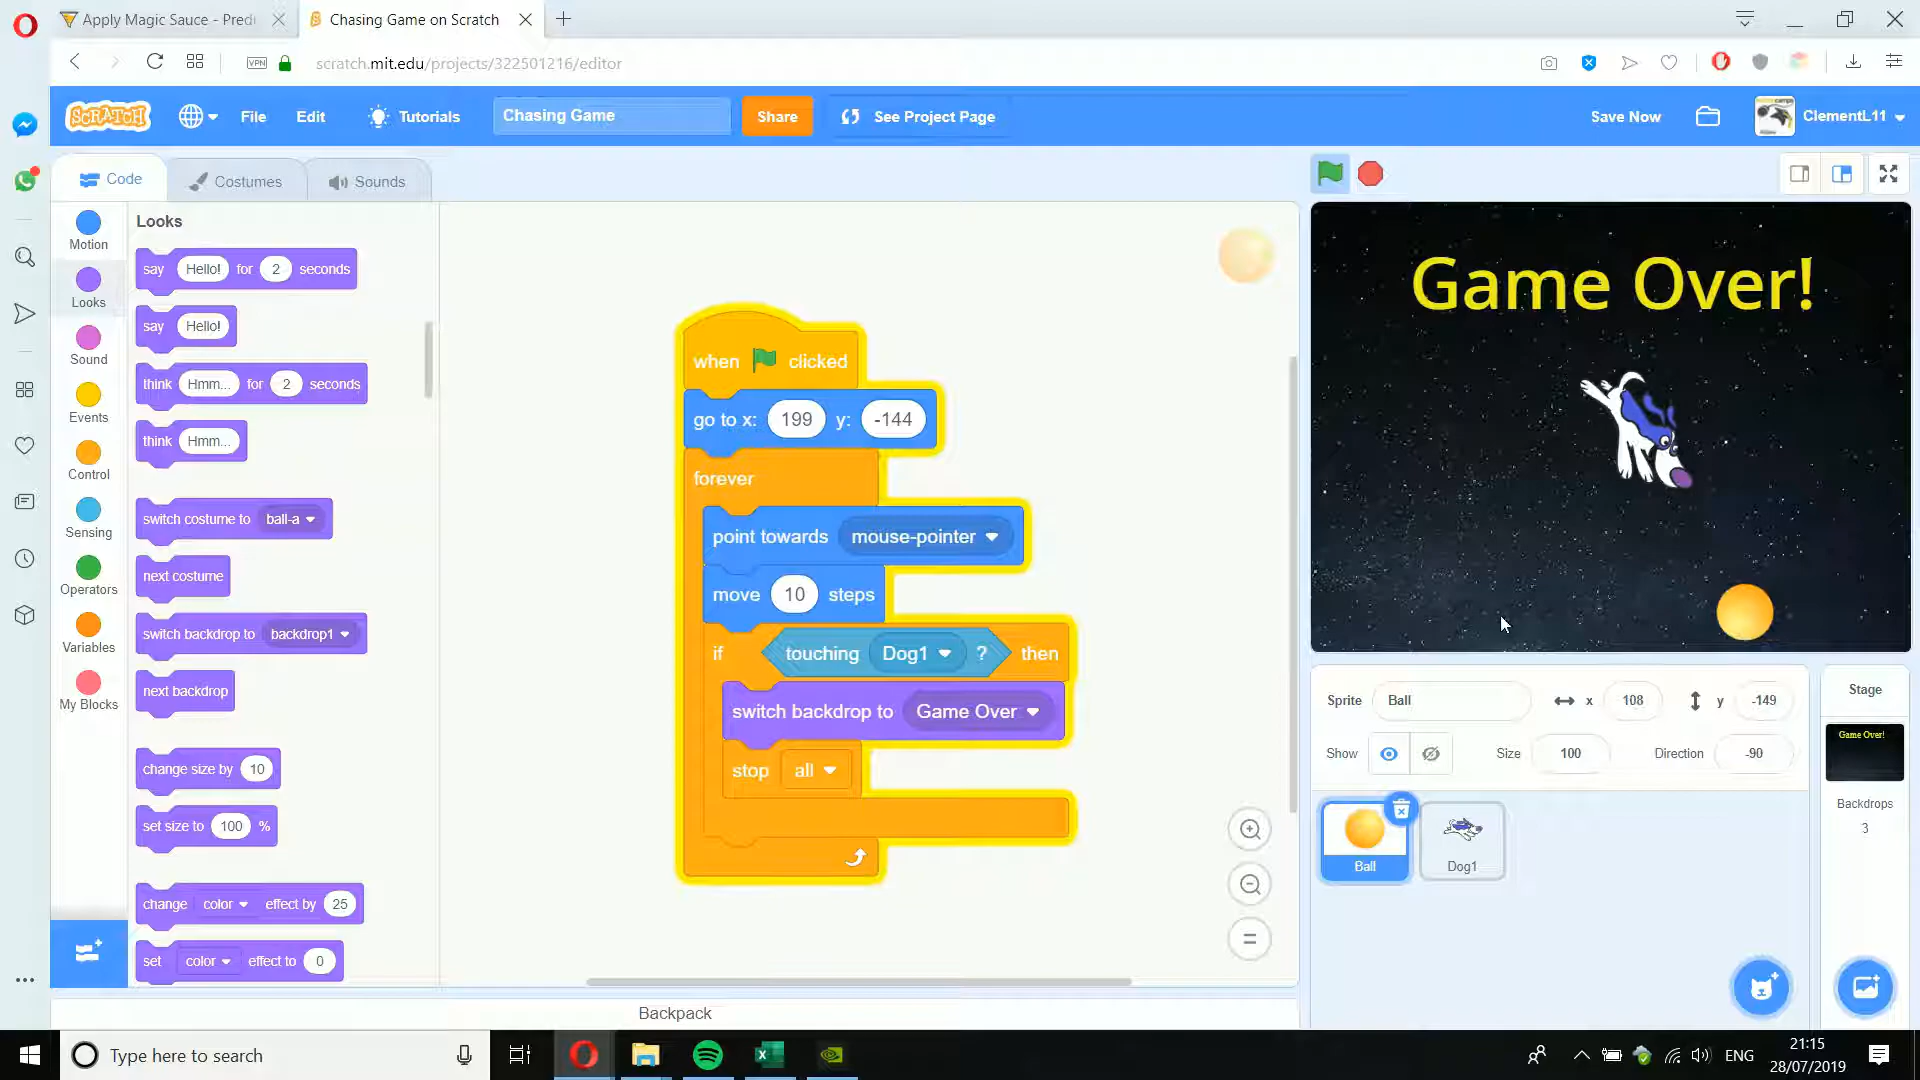 Apply Magic Sauce - Pred
Chasing Game on Scratch
VPN
scratch.mit.edu/projects/322501216/editor
SCRATCH
File
Edit
Tutorials
Chasing Game
Share
See Project Page
Save Now
ClementL11
Code
Costumes
Sounds
Motion
Looks
Sound
Events
Control
Sensing
Operators
Variables
My Blocks
Looks
say Hello! for 2 seconds
say Hello!
think Hmm... for 2 seconds
think Hmm...
switch costume to ball-a
next costume
switch backdrop to backdrop1
next backdrop
change size by 10
set size to 100 %
change color effect by 25
set color effect to 0
when clicked
go to x: 199 y: -144
forever
point towards mouse-pointer
move 10 steps
if touching Dog1 ? then
switch backdrop to Game Over
stop all
Backpack
Game Over!
Sprite Ball x 108 y -149
Show Size 100 Direction -90
Ball
Dog1
Stage
Game Over!
Backdrops
3
Type here to search
ENG
21:15
28/07/2019